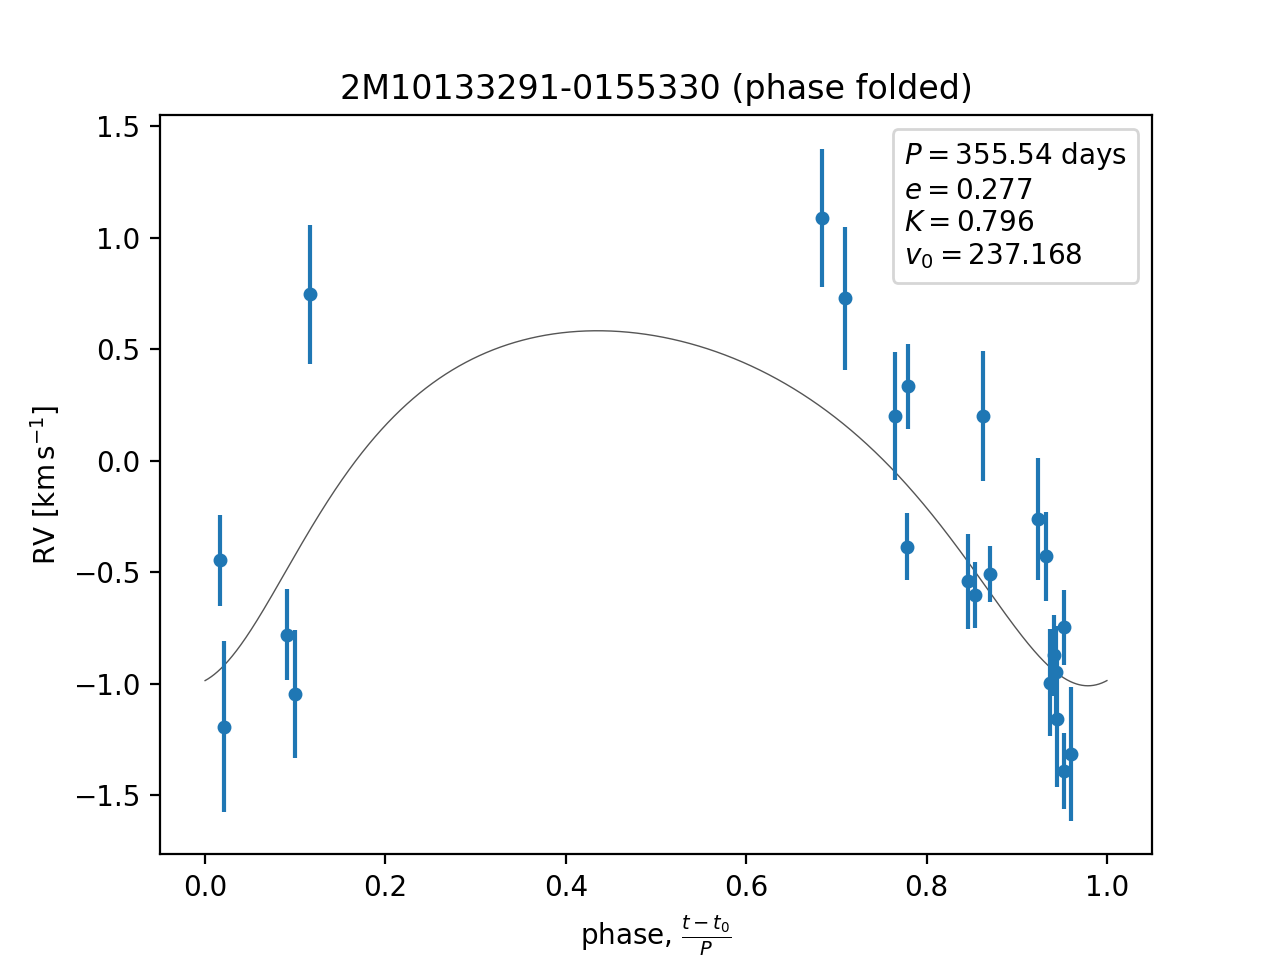 2M10133291-0155330 (phase folded)
P = 355.54 days
e = 0.277
K = 0.796
v₀ = 237.168
1.5
1.0
0.5
0.0
−0.5
−1.0
−1.5
RV [km s⁻¹]
0.0 0.2 0.4 0.6 0.8 1.0
phase, (t − t₀)/P